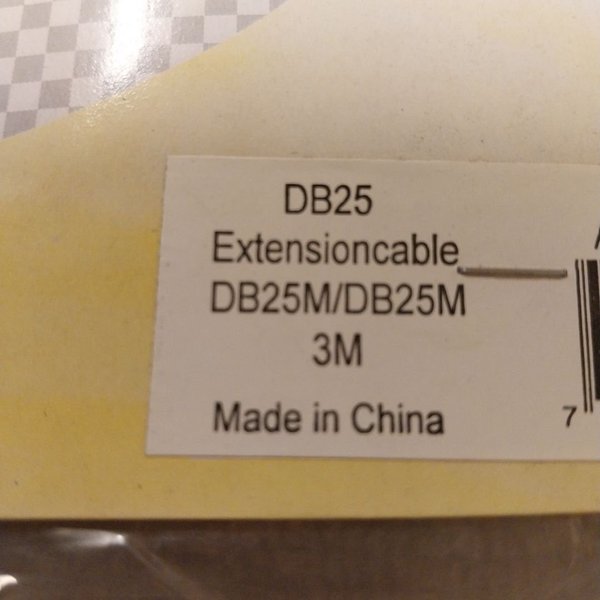 DB25
Extensioncable
DB25M/DB25M
3M
Made in China
7